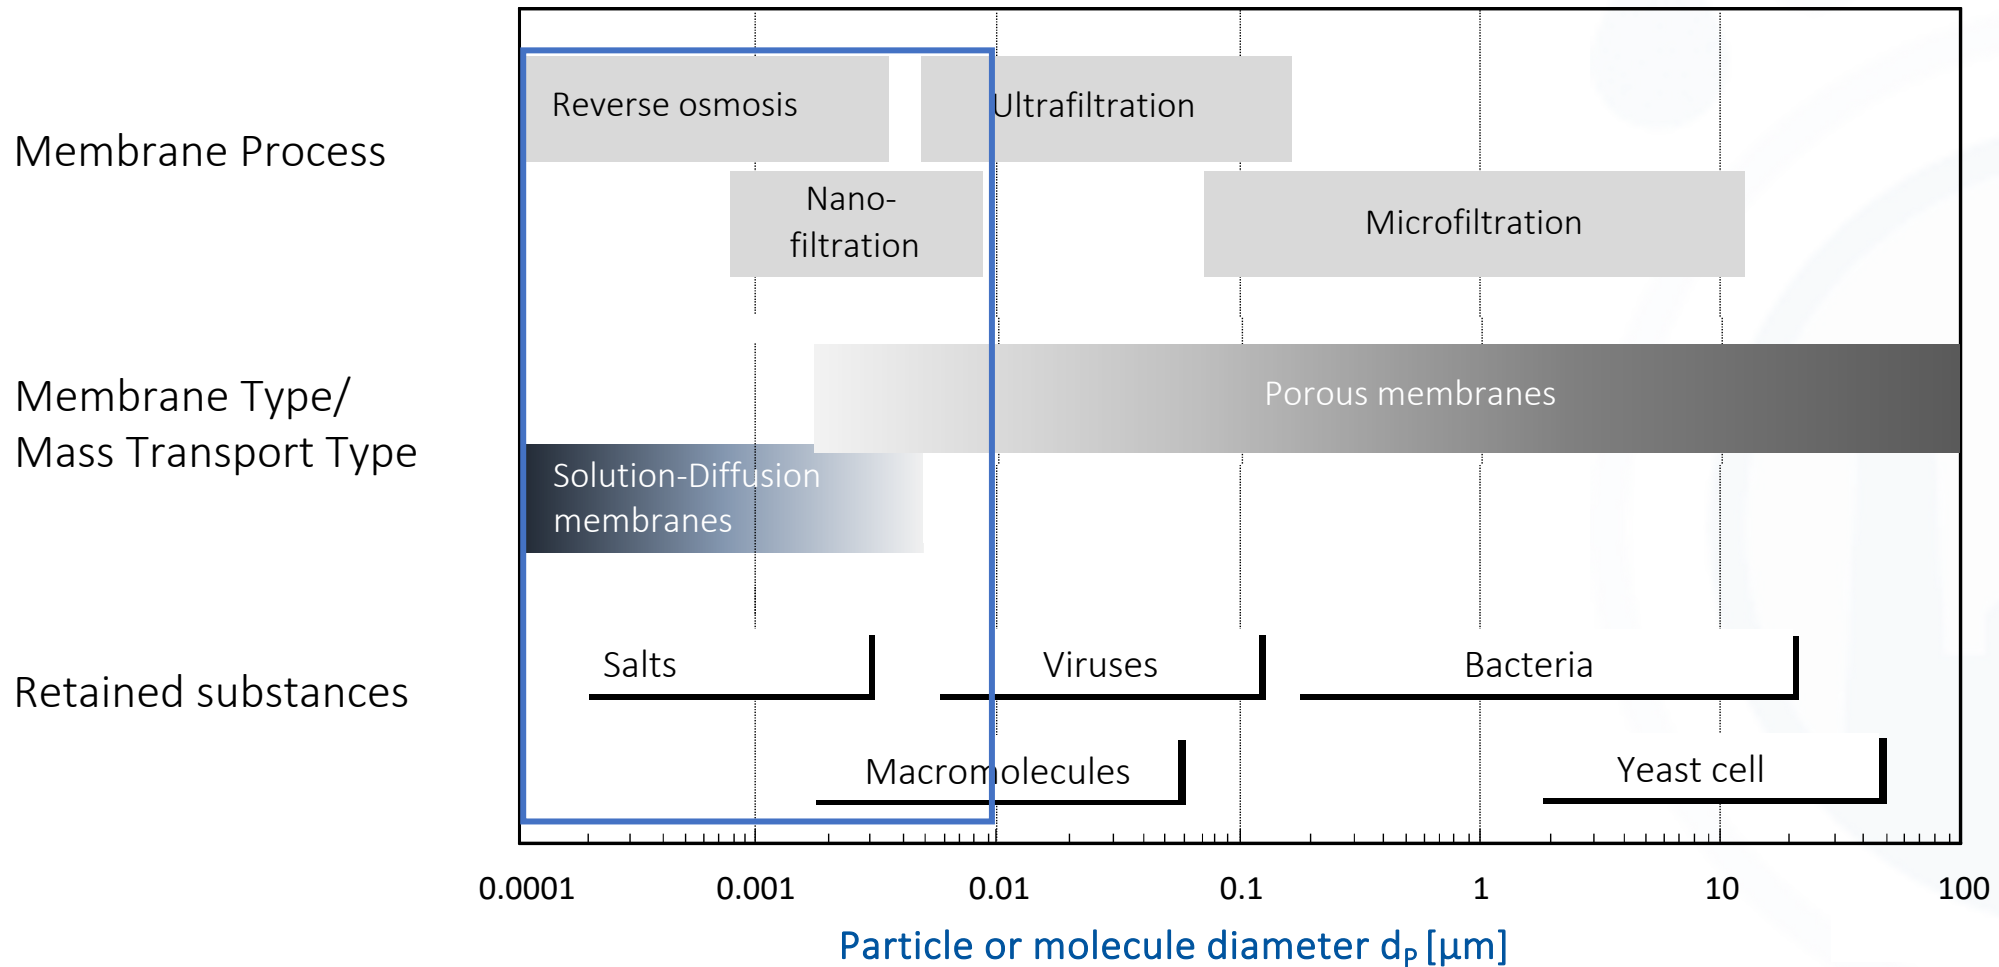 Membrane Process
Reverse osmosis
Ultrafiltration
Nano-
filtration
Microfiltration
Membrane Type/
Mass Transport Type
Porous membranes
Solution-Diffusion
membranes
Retained substances
Salts
Viruses
Bacteria
Macromolecules
Yeast cell
0.0001 0.001 0.01 0.1 1 10 100
Particle or molecule diameter dₚ [µm]